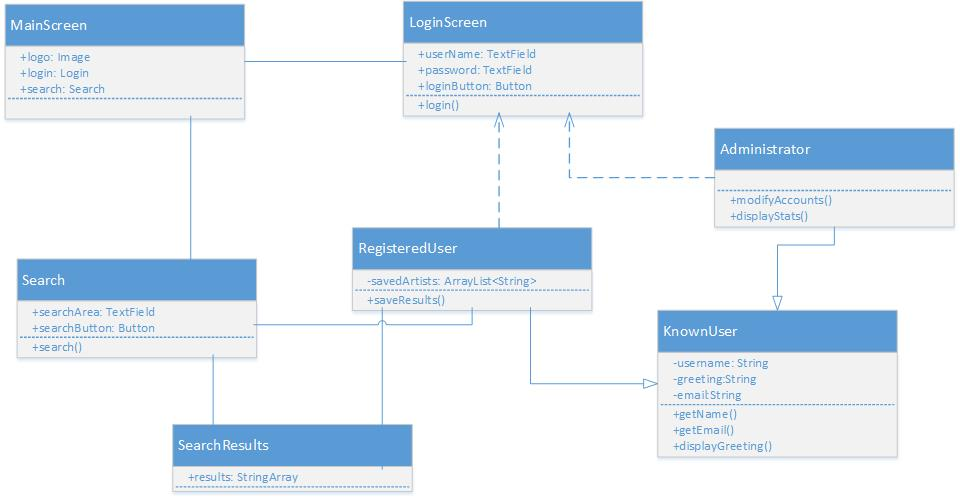 MainScreen
+logo: Image
+login: Login
+search: Search
LoginScreen
+userName: TextField
+password: TextField
+loginButton: Button
+login()
Administrator
+modifyAccounts()
+displayStats()
RegisteredUser
-savedArtists: ArrayList<String>
+saveResults()
Search
+searchArea: TextField
+searchButton: Button
+search()
KnownUser
-username: String
-greeting:String
-email:String
+getName()
+getEmail()
+displayGreeting()
SearchResults
+results: StringArray